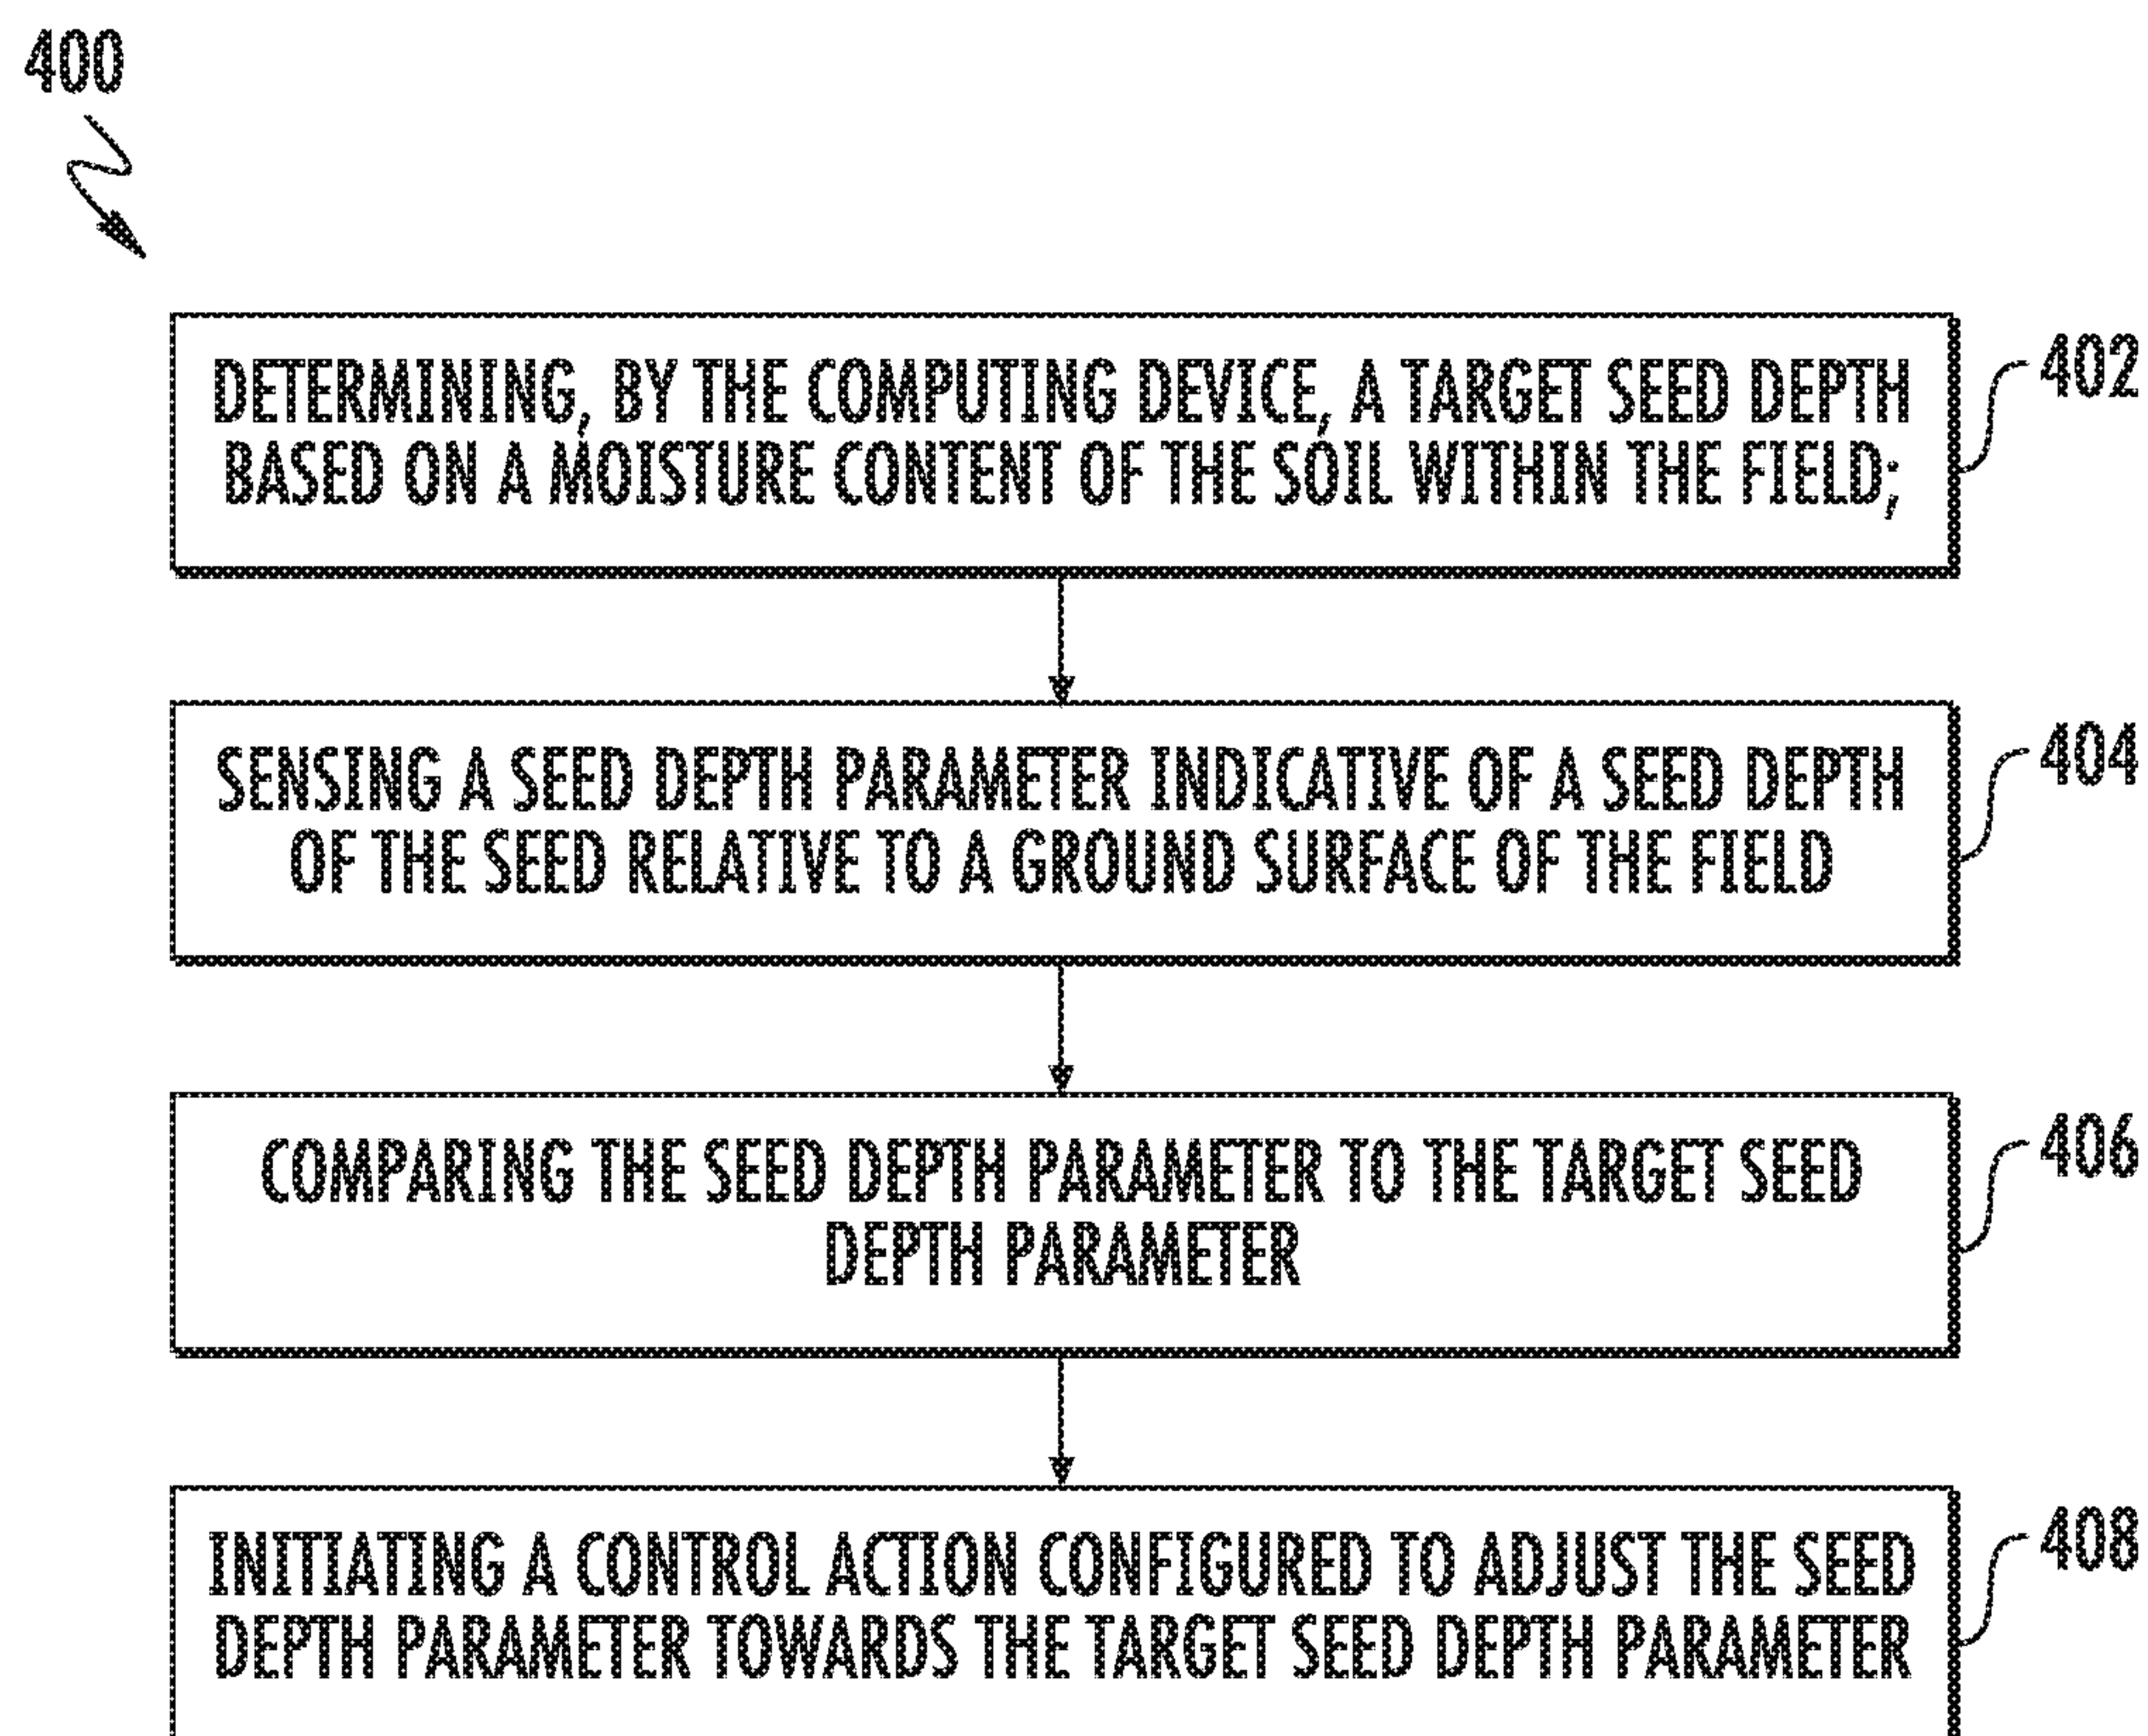 400
DETERMINING, BY THE COMPUTING DEVICE, A TARGET SEED DEPTH
BASED ON A MOISTURE CONTENT OF THE SOIL WITHIN THE FIELD;
402
SENSING A SEED DEPTH PARAMETER INDICATIVE OF A SEED DEPTH
OF THE SEED RELATIVE TO A GROUND SURFACE OF THE FIELD
404
COMPARING THE SEED DEPTH PARAMETER TO THE TARGET SEED
DEPTH PARAMETER
406
INITIATING A CONTROL ACTION CONFIGURED TO ADJUST THE SEED
DEPTH PARAMETER TOWARDS THE TARGET SEED DEPTH PARAMETER
408